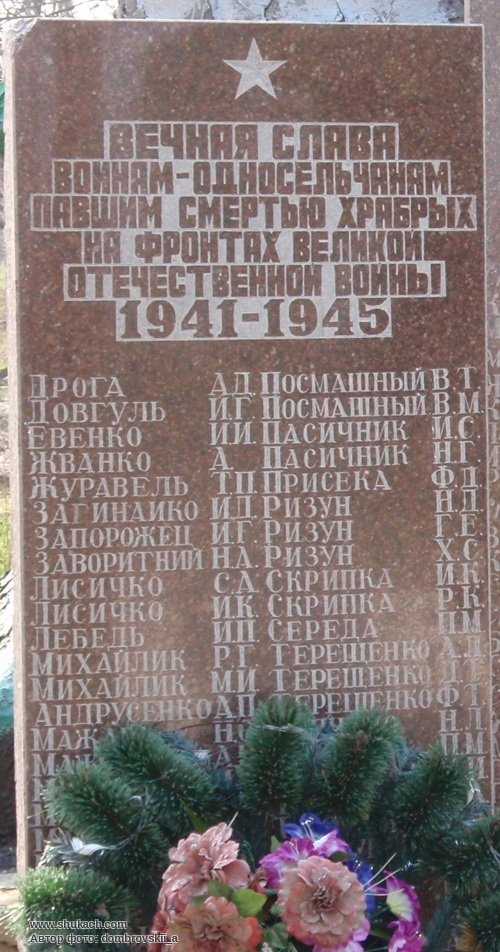 ВЕЧНАЯ СЛАВА
ВОИНАМ-ОДНОСЕЛЬЧАНАМ
ПАВШИМ СМЕРТЬЮ ХРАБРЫХ
НА ФРОНТАХ ВЕЛИКОЙ
ОТЕЧЕСТВЕННОЙ ВОЙНЫ
1941-1945
ДРОГА А.Д. ПОСМАШНЫЙ В.Т.
ДОВГУЛЬ И.Г. ПОСМАШНЫЙ В.М.
ЕВЕНКО И.И. ПАСИЧНИК И.С.
ЖВАНКО А. ПАСИЧНИК Н.Г.
ЖУРАВЕЛЬ Т.П. ПРИСЕКА Ф.Д.
ЗАГИНАЙКО И.Д. РИЗУН Н.Д.
ЗАПОРОЖЕЦ И.Г. РИЗУН Г.Е.
ЗАВОРИТНИЙ Н.А. РИЗУН Х.С.
ЛИСИЧКО С.А. СКРИПКА И.К.
ЛИСИЧКО И.К. СКРИПКА Р.К.
ЛЕБЕДЬ И.П. СЕРЕДА П.М.
МИХАЙЛИК Р.Г. ТЕРЕЩЕНКО А.Д.
МИХАЙЛИК М.И. ТЕРЕЩЕНКО Д.Т.
АНДРУСЕНКО А.П. ТЕРЕЩЕНКО Ф.Т.
www.shukach.com
Автор фото: dombrovskii_a